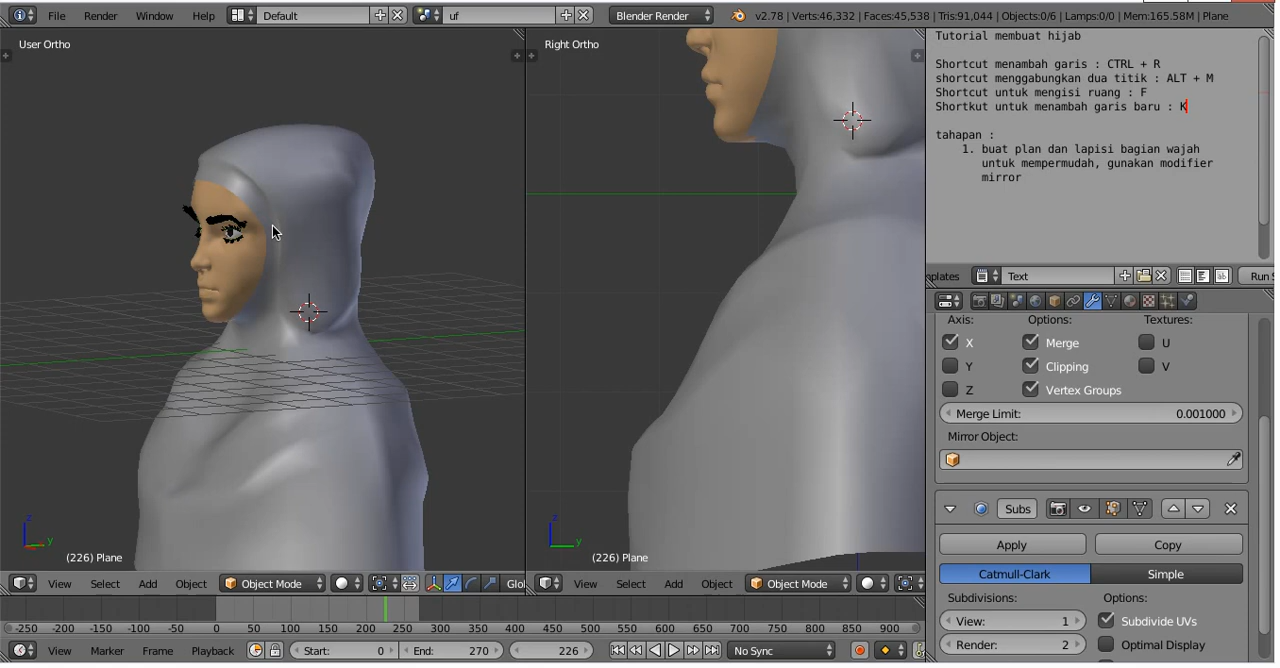 File Render Window Help Default uf Blender Render v2.78 | Verts:46,332 | Faces:45,538 | Tris:91,044 | Objects:0/6 | Lamps:0/0 | Mem:165.58M | Plane
User Ortho
Right Ortho
Tutorial membuat hijab
Shortcut menambah garis : CTRL + R
shortcut menggabungkan dua titik : ALT + M
Shortcut untuk mengisi ruang : F
Shortkut untuk menambah garis baru : K
tahapan :
1. buat plan dan lapisi bagian wajah
untuk mempermudah, gunakan modifier
mirror
nplates Text Run S
Axis: Options: Textures:
X Merge U
Y Clipping V
Z Vertex Groups
Merge Limit: 0.001000
Mirror Object:
Subs
Apply Copy
Catmull-Clark Simple
Subdivisions: Options:
View: 1 Subdivide UVs
Render: 2 Optimal Display
z y
(226) Plane
z y
(226) Plane
View Select Add Object Object Mode Glo
View Select Add Object Object Mode
-250 -200 -150 -100 -50 0 50 100 150 200 250 300 350 400 450 500 550 600 650 700 750 800 850 900
View Marker Frame Playback Start: 0 End: 270 226 No Sync